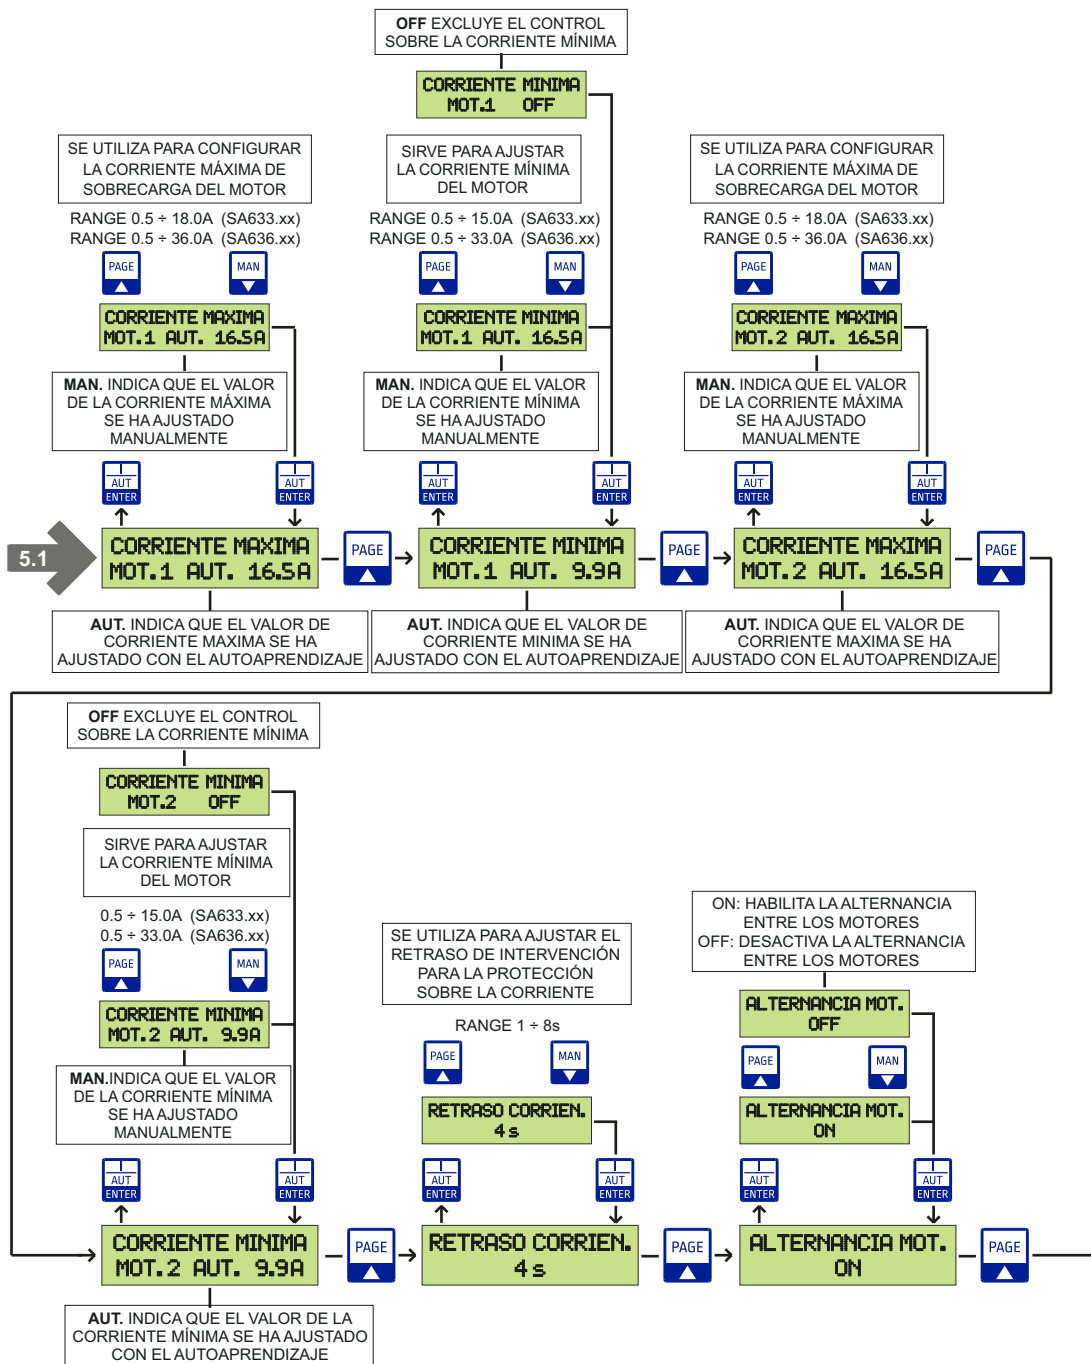 OFF EXCLUYE EL CONTROL
SOBRE LA CORRIENTE MÍNIMA
CORRIENTE MINIMA
MOT.1 OFF
SE UTILIZA PARA CONFIGURAR
LA CORRIENTE MÁXIMA DE
SOBRECARGA DEL MOTOR
RANGE 0.5 ÷ 18.0A (SA633.xx)
RANGE 0.5 ÷ 36.0A (SA636.xx)
PAGE
MAN
CORRIENTE MAXIMA
MOT.1 AUT. 16.5A
MAN. INDICA QUE EL VALOR
DE LA CORRIENTE MÁXIMA
SE HA AJUSTADO
MANUALMENTE
AUT
ENTER
AUT
ENTER
SIRVE PARA AJUSTAR
LA CORRIENTE MÍNIMA
DEL MOTOR
RANGE 0.5 ÷ 15.0A (SA633.xx)
RANGE 0.5 ÷ 33.0A (SA636.xx)
PAGE
MAN
CORRIENTE MINIMA
MOT.1 AUT. 16.5A
MAN. INDICA QUE EL VALOR
DE LA CORRIENTE MÍNIMA
SE HA AJUSTADO
MANUALMENTE
AUT
ENTER
AUT
ENTER
SE UTILIZA PARA CONFIGURAR
LA CORRIENTE MÁXIMA DE
SOBRECARGA DEL MOTOR
RANGE 0.5 ÷ 18.0A (SA633.xx)
RANGE 0.5 ÷ 36.0A (SA636.xx)
PAGE
MAN
CORRIENTE MAXIMA
MOT.2 AUT. 16.5A
MAN. INDICA QUE EL VALOR
DE LA CORRIENTE MÁXIMA
SE HA AJUSTADO
MANUALMENTE
AUT
ENTER
AUT
ENTER
5.1
CORRIENTE MAXIMA
MOT.1 AUT. 16.5A
PAGE
CORRIENTE MINIMA
MOT.1 AUT. 9.9A
PAGE
CORRIENTE MAXIMA
MOT.2 AUT. 16.5A
PAGE
AUT. INDICA QUE EL VALOR DE
CORRIENTE MAXIMA SE HA
AJUSTADO CON EL AUTOAPRENDIZAJE
AUT. INDICA QUE EL VALOR DE
CORRIENTE MINIMA SE HA
AJUSTADO CON EL AUTOAPRENDIZAJE
AUT. INDICA QUE EL VALOR DE
CORRIENTE MAXIMA SE HA
AJUSTADO CON EL AUTOAPRENDIZAJE
OFF EXCLUYE EL CONTROL
SOBRE LA CORRIENTE MÍNIMA
CORRIENTE MINIMA
MOT.2 OFF
SIRVE PARA AJUSTAR
LA CORRIENTE MÍNIMA
DEL MOTOR
0.5 ÷ 15.0A (SA633.xx)
0.5 ÷ 33.0A (SA636.xx)
PAGE
MAN
CORRIENTE MINIMA
MOT.2 AUT. 9.9A
MAN.INDICA QUE EL VALOR
DE LA CORRIENTE MÍNIMA
SE HA AJUSTADO
MANUALMENTE
AUT
ENTER
AUT
ENTER
SE UTILIZA PARA AJUSTAR EL
RETRASO DE INTERVENCIÓN
PARA LA PROTECCIÓN
SOBRE LA CORRIENTE
RANGE 1 ÷ 8s
PAGE
MAN
RETRASO CORRIEN.
4 s
AUT
ENTER
AUT
ENTER
ON: HABILITA LA ALTERNANCIA
ENTRE LOS MOTORES
OFF: DESACTIVA LA ALTERNANCIA
ENTRE LOS MOTORES
ALTERNANCIA MOT.
OFF
PAGE
MAN
ALTERNANCIA MOT.
ON
AUT
ENTER
AUT
ENTER
CORRIENTE MINIMA
MOT.2 AUT. 9.9A
PAGE
RETRASO CORRIEN.
4 s
PAGE
ALTERNANCIA MOT.
ON
PAGE
AUT. INDICA QUE EL VALOR DE LA
CORRIENTE MÍNIMA SE HA AJUSTADO
CON EL AUTOAPRENDIZAJE